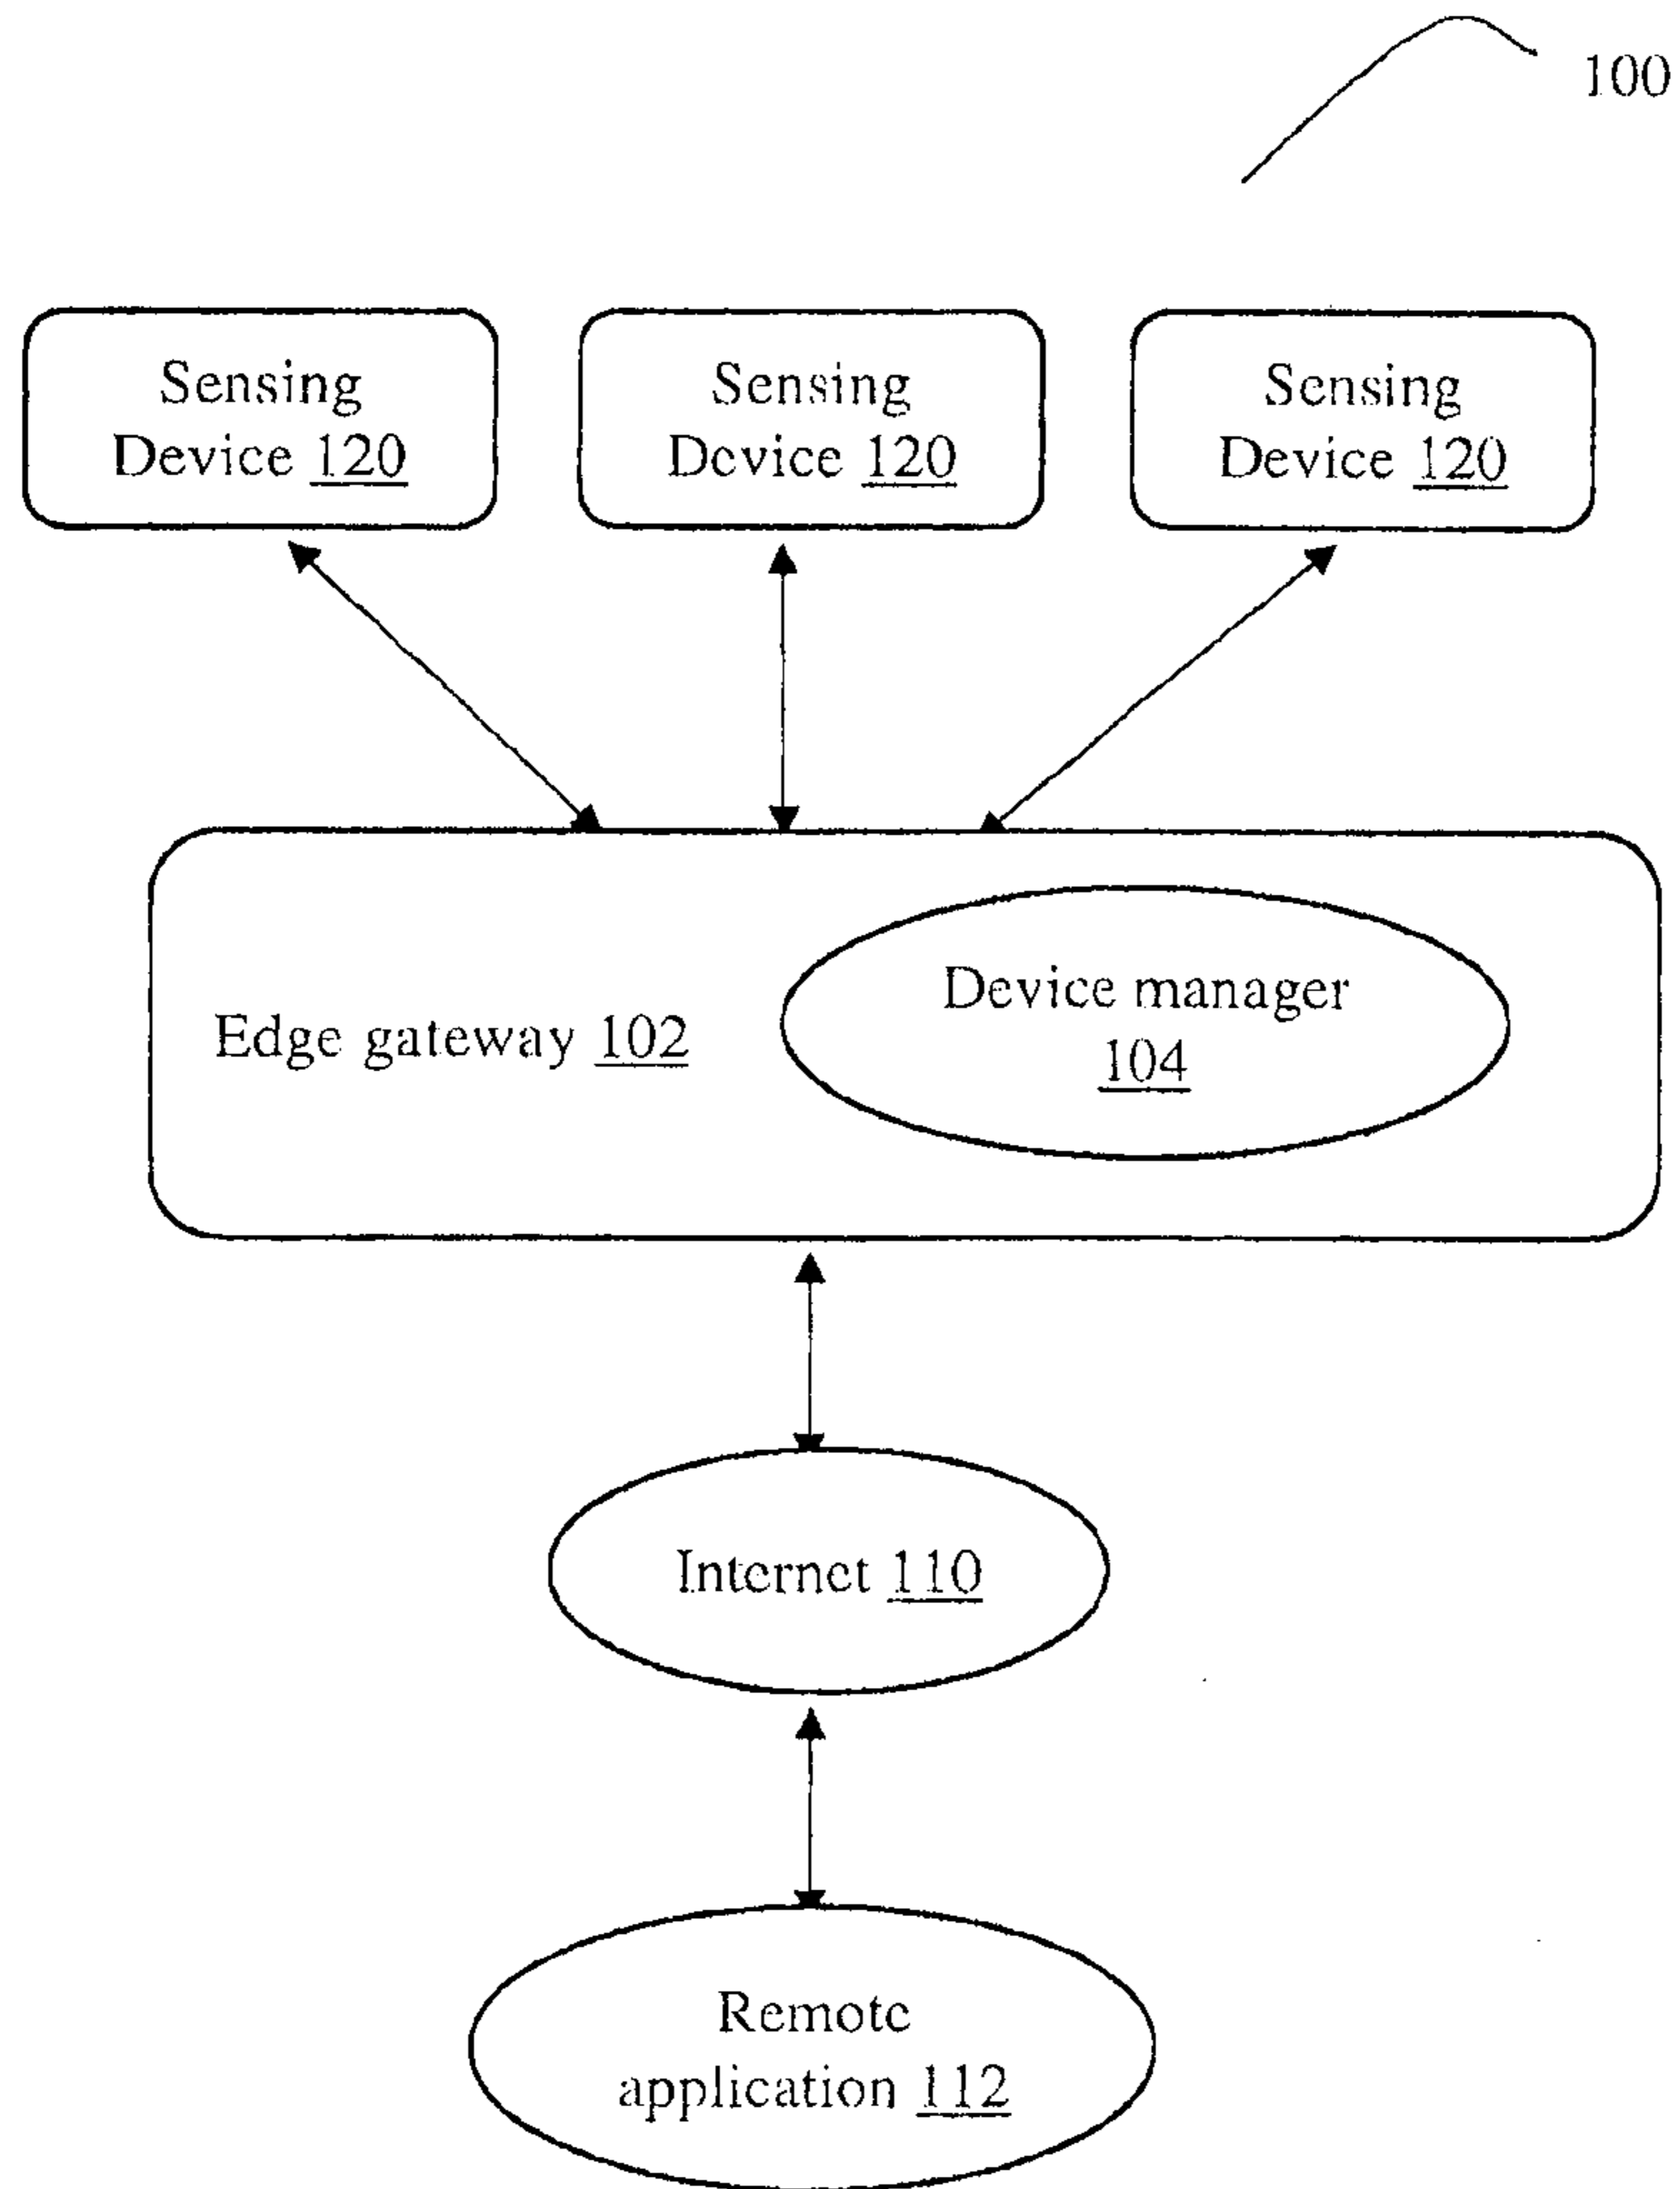 100
Sensing
Device 120
Sensing
Device 120
Sensing
Device 120
Edge gateway 102
Device manager
104
Internet 110
Remote
application 112